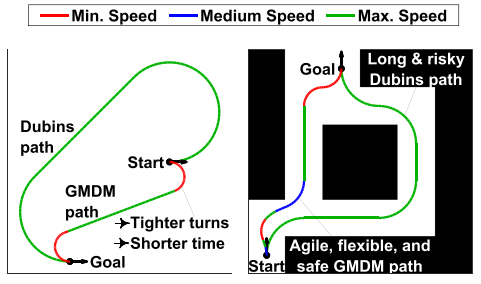 Min. Speed Medium Speed Max. Speed
Dubins
path
Start
GMDM
path
Tighter turns
Shorter time
Goal
Goal
Long & risky
Dubins path
Agile, flexible, and
safe GMDM path
Start